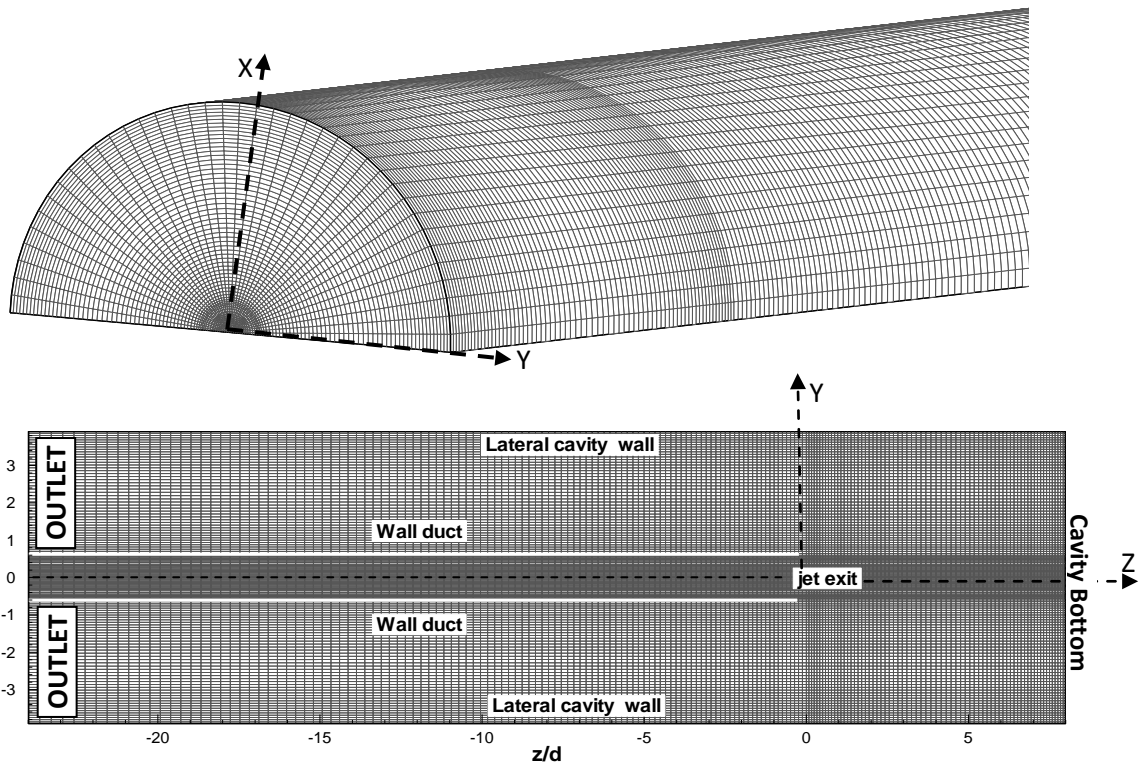 X
Y
Y
Lateral cavity wall
OUTLET
Wall duct
jet exit
Z
Cavity Bottom
Wall duct
OUTLET
Lateral cavity wall
3
2
1
0
-1
-2
-3
-20
-15
-10
-5
0
5
z/d